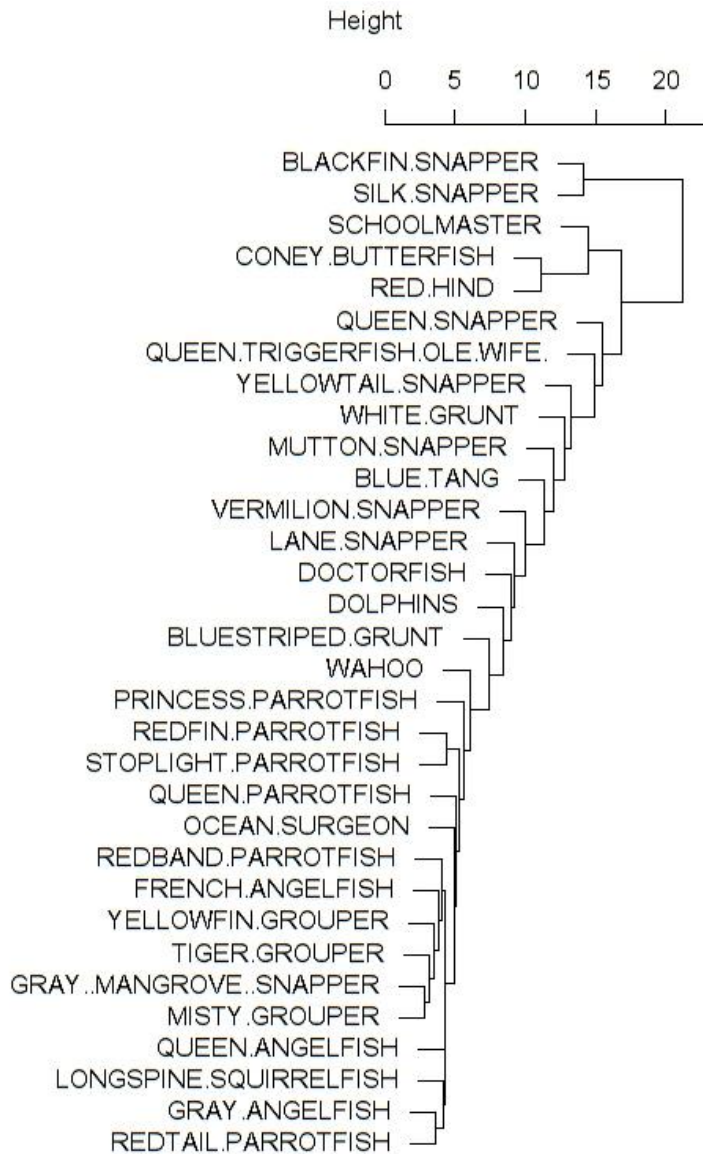 Height
0 5 10 15 20
BLACKFIN.SNAPPER
SILK.SNAPPER
SCHOOLMASTER
CONEY.BUTTERFISH
RED.HIND
QUEEN.SNAPPER
QUEEN.TRIGGERFISH.OLE.WIFE.
YELLOWTAIL.SNAPPER
WHITE.GRUNT
MUTTON.SNAPPER
BLUE.TANG
VERMILION.SNAPPER
LANE.SNAPPER
DOCTORFISH
DOLPHINS
BLUESTRIPED.GRUNT
WAHOO
PRINCESS.PARROTFISH
REDFIN.PARROTFISH
STOPLIGHT.PARROTFISH
QUEEN.PARROTFISH
OCEAN.SURGEON
REDBAND.PARROTFISH
FRENCH.ANGELFISH
YELLOWFIN.GROUPER
TIGER.GROUPER
GRAY..MANGROVE..SNAPPER
MISTY.GROUPER
QUEEN.ANGELFISH
LONGSPINE.SQUIRRELFISH
GRAY.ANGELFISH
REDTAIL.PARROTFISH